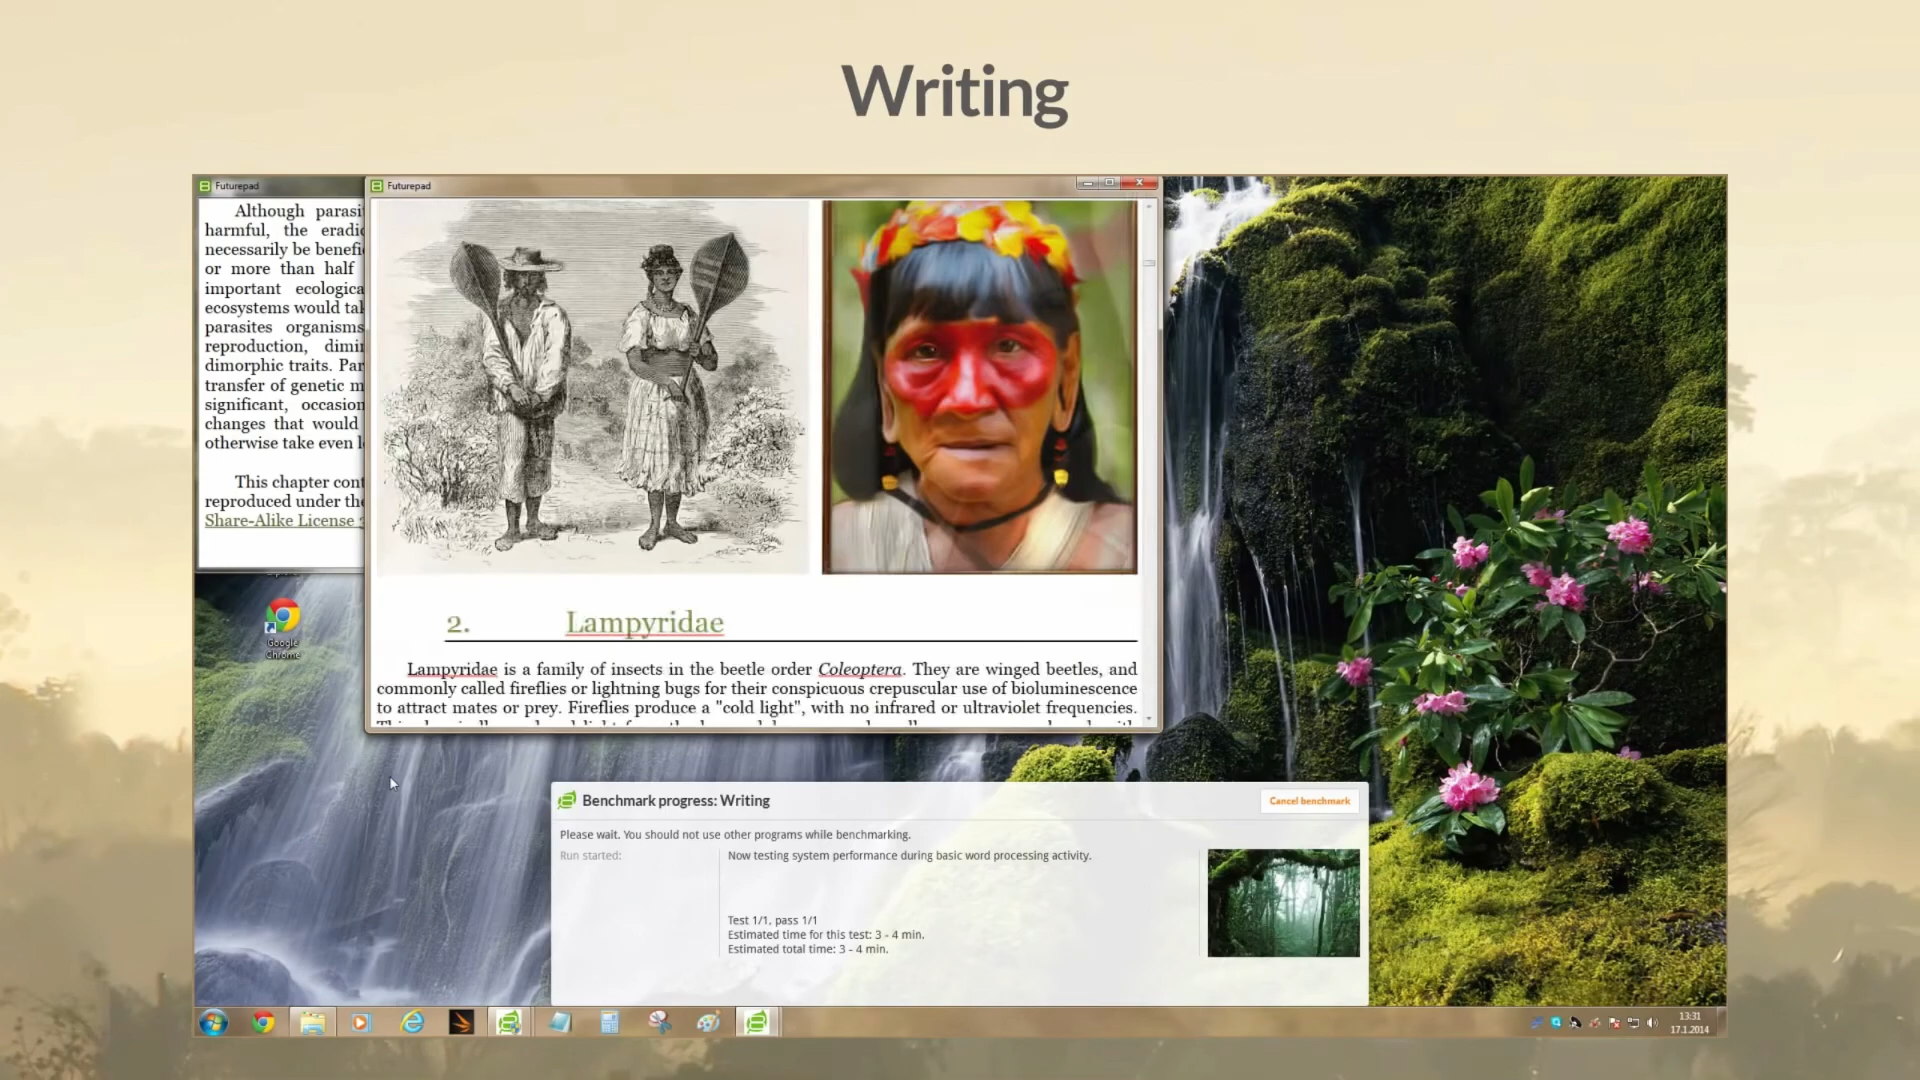 Writing
Futurepad
Although parasi
harmful, the eradic
necessarily be benefi
or more than half
important ecologica
ecosystems would tak
parasites organisms
reproduction, dimi
dimorphic traits. Par
transfer of genetic m
significant, occasion
changes that would
otherwise take even l
This chapter cont
reproduced under the
Share-Alike License 3
Futurepad
2. Lampyridae
Lampyridae is a family of insects in the beetle order Coleoptera. They are winged beetles, and
commonly called fireflies or lightning bugs for their conspicuous crepuscular use of bioluminescence
to attract mates or prey. Fireflies produce a "cold light", with no infrared or ultraviolet frequencies.
Google
Chrome
Benchmark progress: Writing
Cancel benchmark
Please wait. You should not use other programs while benchmarking.
Run started:
Now testing system performance during basic word processing activity.
Test 1/1, pass 1/1
Estimated time for this test: 3 - 4 min.
Estimated total time: 3 - 4 min.
13:31
17.1.2014